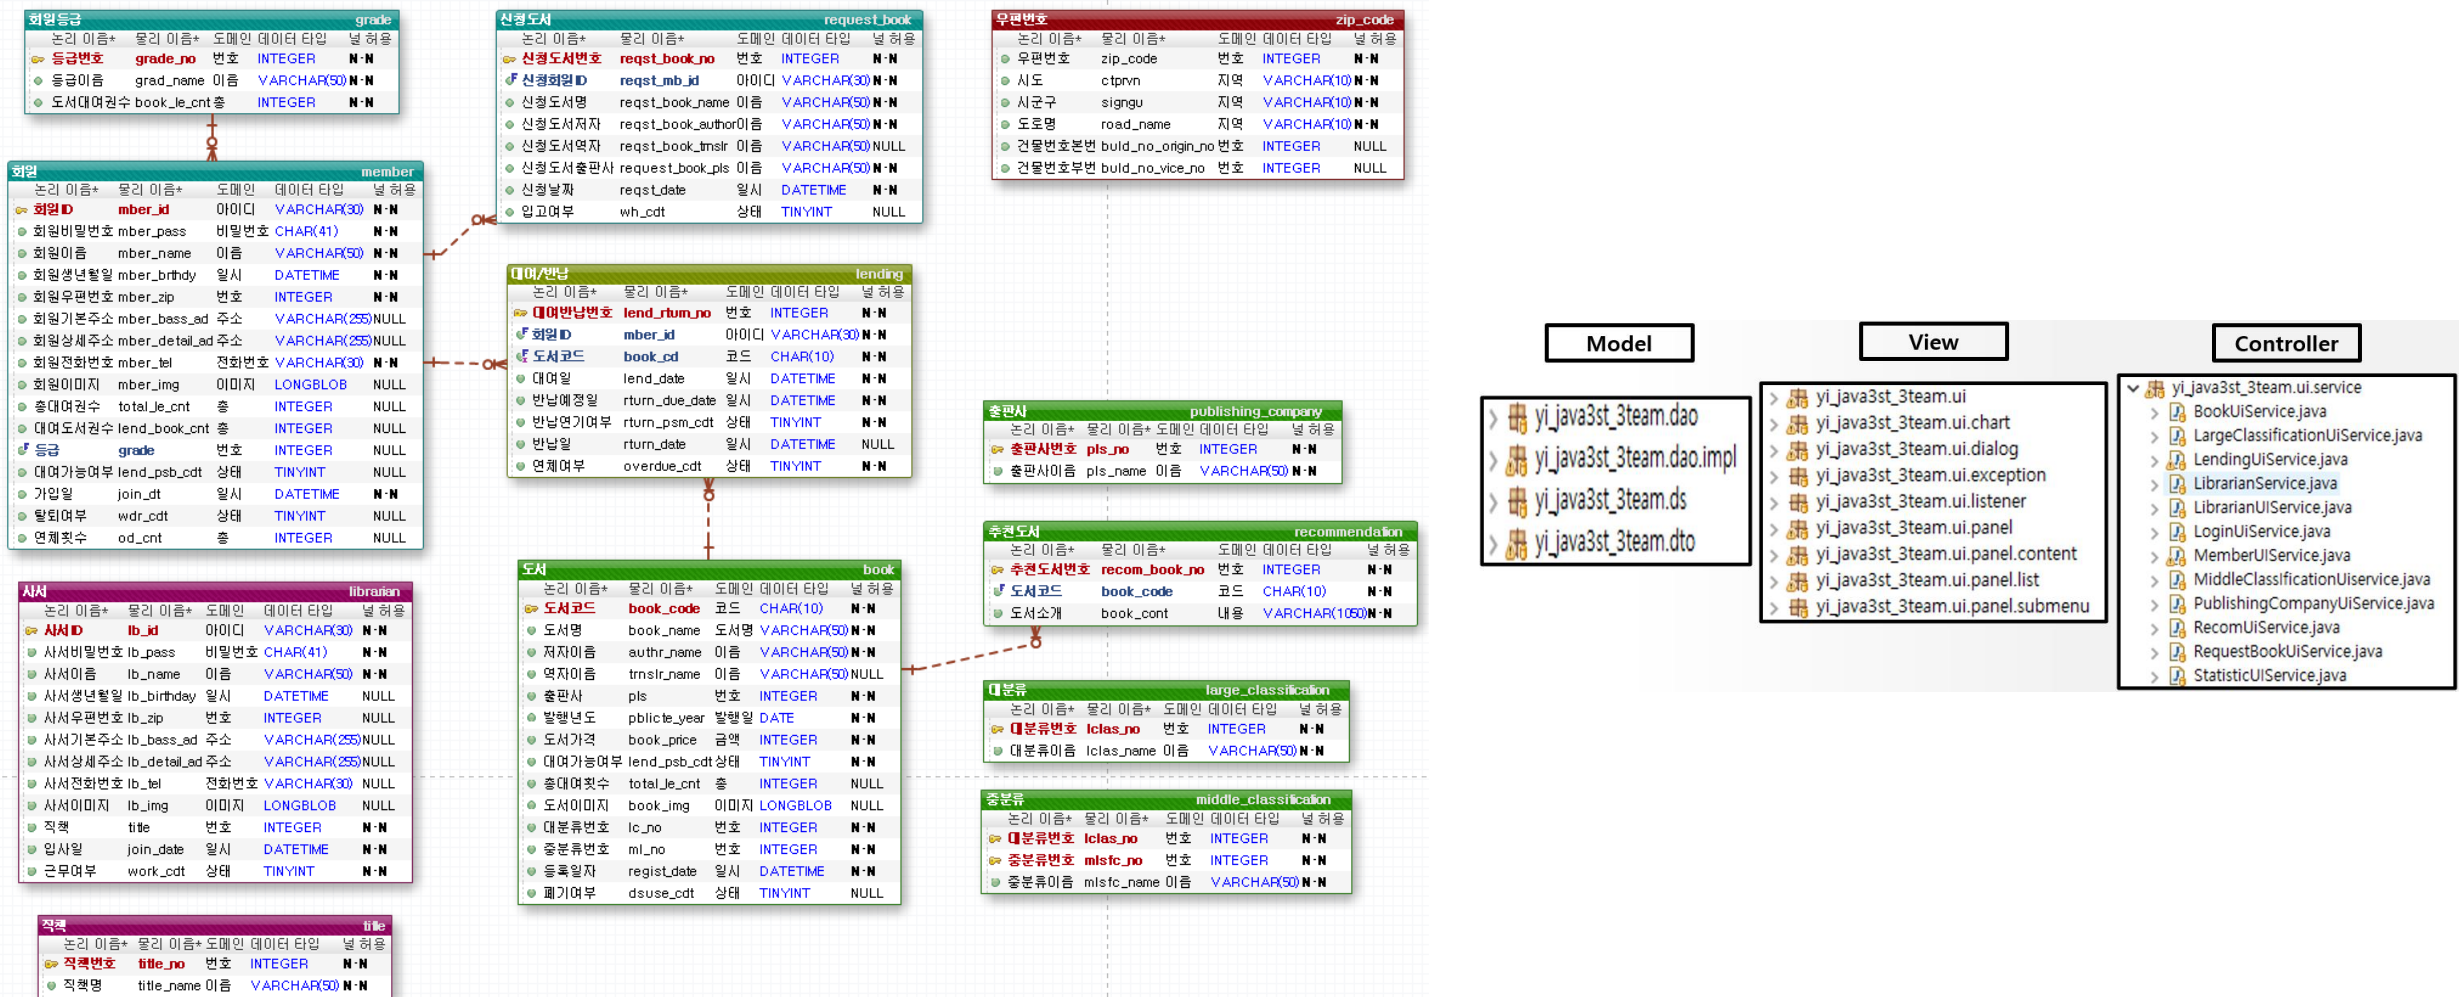 회원등급 grade
논리 이름* 물리 이름* 도메인 데이터 타입 널 허용
등급번호 grade_no 번호 INTEGER N-N
등급이름 grad_name 이름 VARCHAR(50) N-N
도서대여권수 book_le_cnt 총 INTEGER N-N
회원 member
논리 이름* 물리 이름* 도메인 데이터 타입 널 허용
회원ID mber_id 아이디 VARCHAR(30) N-N
회원비밀번호 mber_pass 비밀번호 CHAR(41) N-N
회원이름 mber_name 이름 VARCHAR(50) N-N
회원생년월일 mber_brthdy 일시 DATETIME N-N
회원우편번호 mber_zip 번호 INTEGER N-N
회원기본주소 mber_bass_ad 주소 VARCHAR(255) NULL
회원상세주소 mber_detail_ad 주소 VARCHAR(255) NULL
회원전화번호 mber_tel 전화번호 VARCHAR(30) N-N
회원이미지 mber_img 이미지 LONGBLOB NULL
총대여권수 total_le_cnt 총 INTEGER NULL
대여도서권수 lend_book_cnt 총 INTEGER NULL
등급 grade 번호 INTEGER NULL
대여가능여부 lend_psb_cdt 상태 TINYINT NULL
가입일 join_dt 일시 DATETIME N-N
탈퇴여부 wdr_cdt 상태 TINYINT NULL
연체횟수 od_cnt 총 INTEGER NULL
사서 librarian
논리 이름* 물리 이름* 도메인 데이터 타입 널 허용
사서ID lb_id 아이디 VARCHAR(30) N-N
사서비밀번호 lb_pass 비밀번호 CHAR(41) N-N
사서이름 lb_name 이름 VARCHAR(50) N-N
사서생년월일 lb_birthday 일시 DATETIME NULL
사서우편번호 lb_zip 번호 INTEGER NULL
사서기본주소 lb_bass_ad 주소 VARCHAR(255) NULL
사서상세주소 lb_detail_ad 주소 VARCHAR(255) NULL
사서전화번호 lb_tel 전화번호 VARCHAR(30) NULL
사서이미지 lb_img 이미지 LONGBLOB NULL
직책 title 번호 INTEGER N-N
입사일 join_date 일시 DATETIME N-N
근무여부 work_cdt 상태 TINYINT N-N
직책 title
논리 이름* 물리 이름* 도메인 데이터 타입 널 허용
직책번호 title_no 번호 INTEGER N-N
직책명 title_name 이름 VARCHAR(50) N-N
신청도서 request_book
논리 이름* 물리 이름* 도메인 데이터 타입 널 허용
신청도서번호 reqst_book_no 번호 INTEGER N-N
신청회원ID reqst_mb_id 아이디 VARCHAR(30) N-N
신청도서명 reqst_book_name 이름 VARCHAR(50) N-N
신청도서저자 reqst_book_author 이름 VARCHAR(50) N-N
신청도서역자 reqst_book_trnslr 이름 VARCHAR(50) NULL
신청도서출판사 request_book_pls 이름 VARCHAR(50) N-N
신청날짜 reqst_date 일시 DATETIME N-N
입고여부 wh_cdt 상태 TINYINT NULL
대여/반납 lending
논리 이름* 물리 이름* 도메인 데이터 타입 널 허용
대여반납번호 lend_rturn_no 번호 INTEGER N-N
회원ID mber_id 아이디 VARCHAR(30) N-N
도서코드 book_cd 코드 CHAR(10) N-N
대여일 lend_date 일시 DATETIME N-N
반납예정일 rturn_due_date 일시 DATETIME N-N
반납연기여부 rturn_psm_cdt 상태 TINYINT N-N
반납일 rturn_date 일시 DATETIME NULL
연체여부 overdue_cdt 상태 TINYINT N-N
도서 book
논리 이름* 물리 이름* 도메인 데이터 타입 널 허용
도서코드 book_code 코드 CHAR(10) N-N
도서명 book_name 도서명 VARCHAR(50) N-N
저자이름 authr_name 이름 VARCHAR(50) N-N
역자이름 trnslr_name 이름 VARCHAR(50) NULL
출판사 pls 번호 INTEGER N-N
발행년도 pblicte_year 발행일 DATE N-N
도서가격 book_price 금액 INTEGER N-N
대여가능여부 lend_psb_cdt 상태 TINYINT N-N
총대여횟수 total_le_cnt 총 INTEGER NULL
도서이미지 book_img 이미지 LONGBLOB NULL
대분류번호 lc_no 번호 INTEGER N-N
중분류번호 ml_no 번호 INTEGER N-N
등록일자 regist_date 일시 DATETIME N-N
폐기여부 dsuse_cdt 상태 TINYINT NULL
우편번호 zip_code
논리 이름* 물리 이름* 도메인 데이터 타입 널 허용
우편번호 zip_code 번호 INTEGER N-N
시도 ctprvn 지역 VARCHAR(10) N-N
시군구 signgu 지역 VARCHAR(10) N-N
도로명 road_name 지역 VARCHAR(10) N-N
건물번호본번 buld_no_origin_no 번호 INTEGER NULL
건물번호부번 buld_no_vice_no 번호 INTEGER NULL
출판사 publishing_company
논리 이름* 물리 이름* 도메인 데이터 타입 널 허용
출판사번호 pls_no 번호 INTEGER N-N
출판사이름 pls_name 이름 VARCHAR(50) N-N
추천도서 recommendation
논리 이름* 물리 이름* 도메인 데이터 타입 널 허용
추천도서번호 recom_book_no 번호 INTEGER N-N
도서코드 book_code 코드 CHAR(10) N-N
도서소개 book_cont 내용 VARCHAR(1050) N-N
대분류 large_classification
논리 이름* 물리 이름* 도메인 데이터 타입 널 허용
대분류번호 lclas_no 번호 INTEGER N-N
대분류이름 lclas_name 이름 VARCHAR(50) N-N
중분류 middle_classification
논리 이름* 물리 이름* 도메인 데이터 타입 널 허용
대분류번호 lclas_no 번호 INTEGER N-N
중분류번호 mlsfc_no 번호 INTEGER N-N
중분류이름 mlsfc_name 이름 VARCHAR(50) N-N
Model
yi_java3st_3team.dao
yi_java3st_3team.dao.impl
yi_java3st_3team.ds
yi_java3st_3team.dto
View
yi_java3st_3team.ui
yi_java3st_3team.ui.chart
yi_java3st_3team.ui.dialog
yi_java3st_3team.ui.exception
yi_java3st_3team.ui.listener
yi_java3st_3team.ui.panel
yi_java3st_3team.ui.panel.content
yi_java3st_3team.ui.panel.list
yi_java3st_3team.ui.panel.submenu
Controller
yi_java3st_3team.ui.service
BookUiService.java
LargeClassificationUiService.java
LendingUiService.java
LibrarianService.java
LibrarianUIService.java
LoginUiService.java
MemberUIService.java
MiddleClassIficationUiservice.java
PublishingCompanyUiService.java
RecomUiService.java
RequestBookUiService.java
StatisticUIService.java